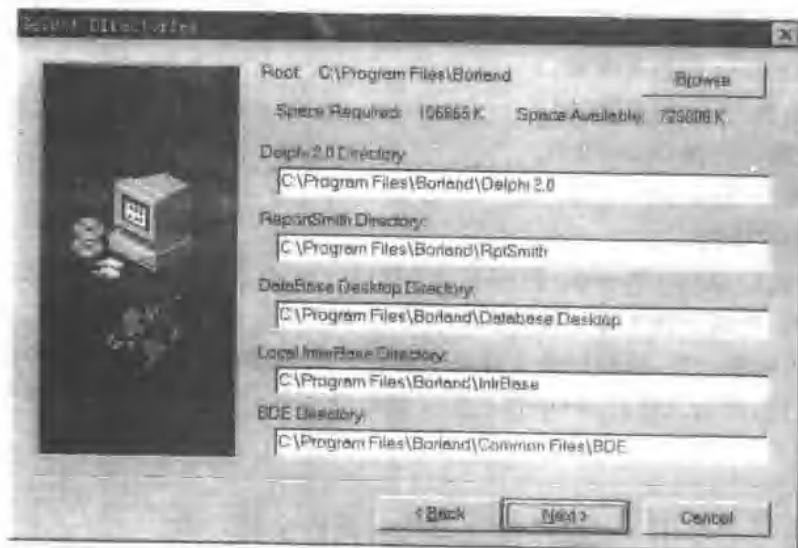 Select Directories
Root: C:\Program Files\Borland
Browse
Space Required: K Space Available: K
Delphi 2.0 Directory:
C:\Program Files\Borland\Delphi 2.0
ReportSmith Directory:
C:\Program Files\Borland\RptSmith
DataBase Desktop Directory:
C:\Program Files\Borland\Database Desktop
Local InterBase Directory:
C:\Program Files\Borland\IntrBase
BDE Directory:
C:\Program Files\Borland\Common Files\BDE
< Back
Next >
Cancel